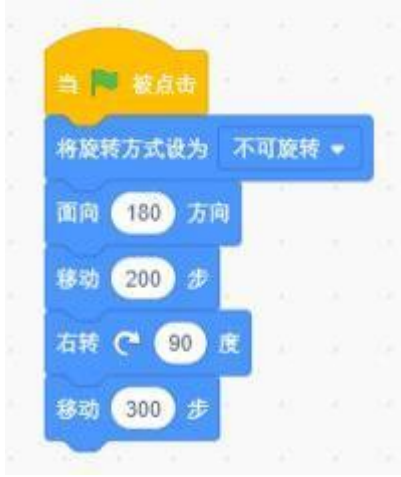 当 被点击
将旋转方式设为 不可旋转
面向 180 方向
移动 200 步
右转 90 度
移动 300 步